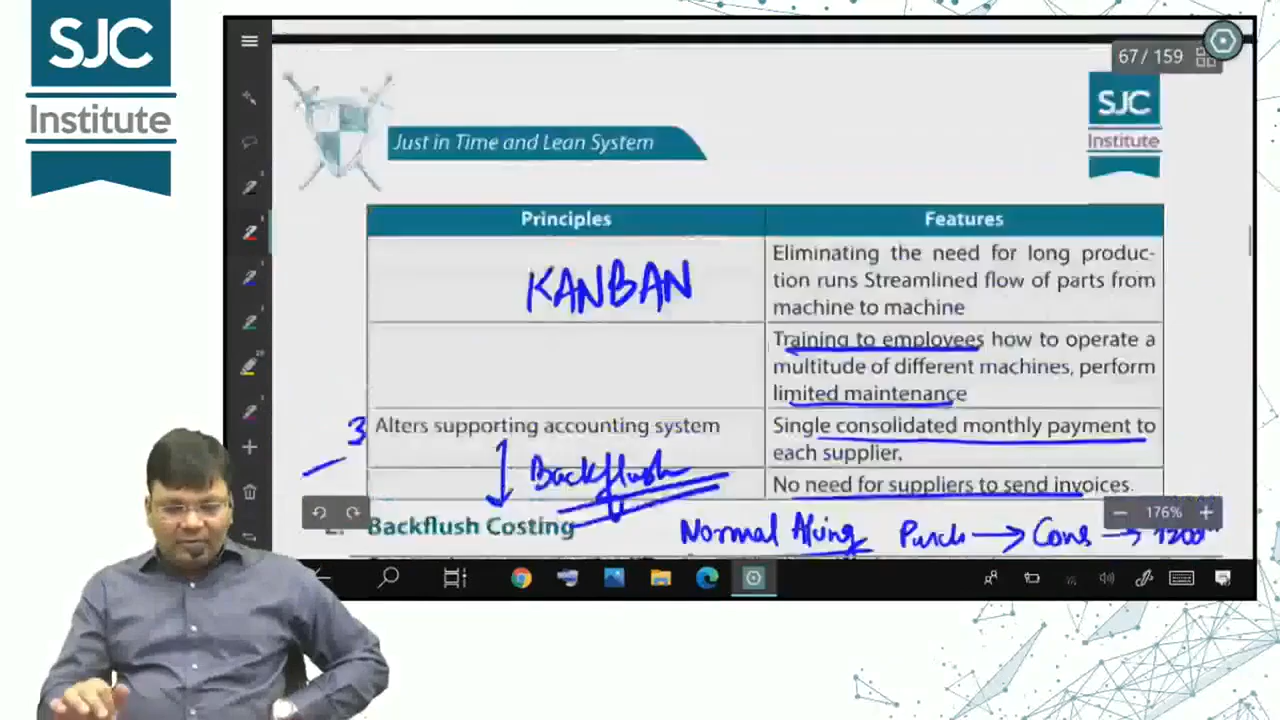 SJC
Institute
67 / 159
SJC
Institute
Just in Time and Lean System
Principles
Features
KANBAN
Eliminating the need for long produc-
tion runs Streamlined flow of parts from
machine to machine
Training to employees how to operate a
multitude of different machines, perform
limited maintenance
3 Alters supporting accounting system
Single consolidated monthly payment to
each supplier.
Backflush
No need for suppliers to send invoices.
176%
Backflush Costing
Normal
Cons